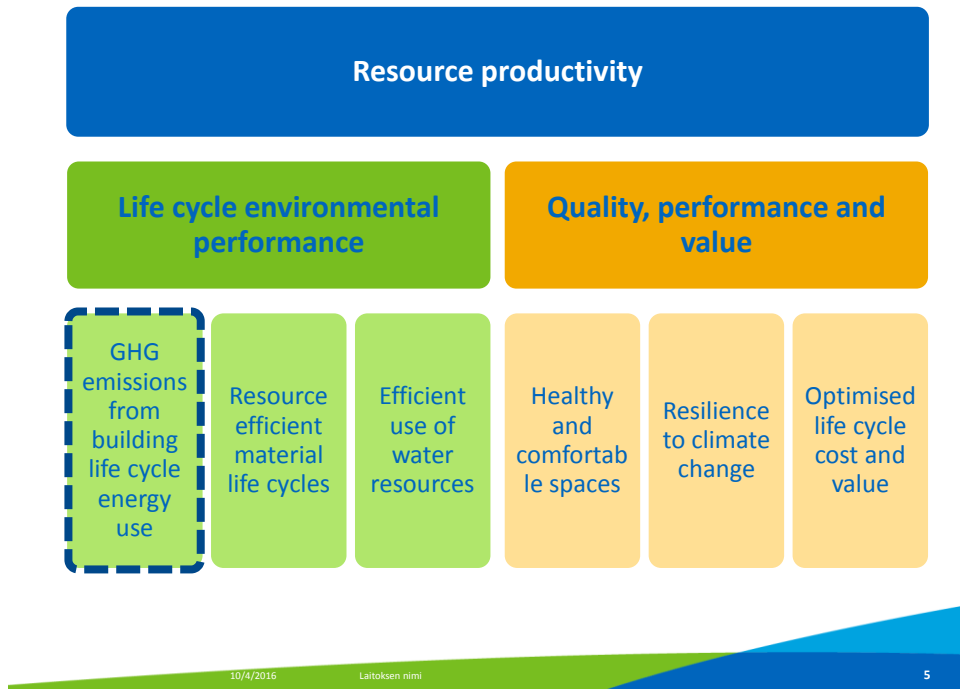 Resource productivity
Life cycle environmental
performance
Quality, performance and
value
GHG
emissions
from
building
life cycle
energy
use
Resource
efficient
material
life cycles
Efficient
use of
water
resources
Healthy
and
comfortab
le spaces
Resilience
to climate
change
Optimised
life cycle
cost and
value
10/4/2016
Laitoksen nimi
5